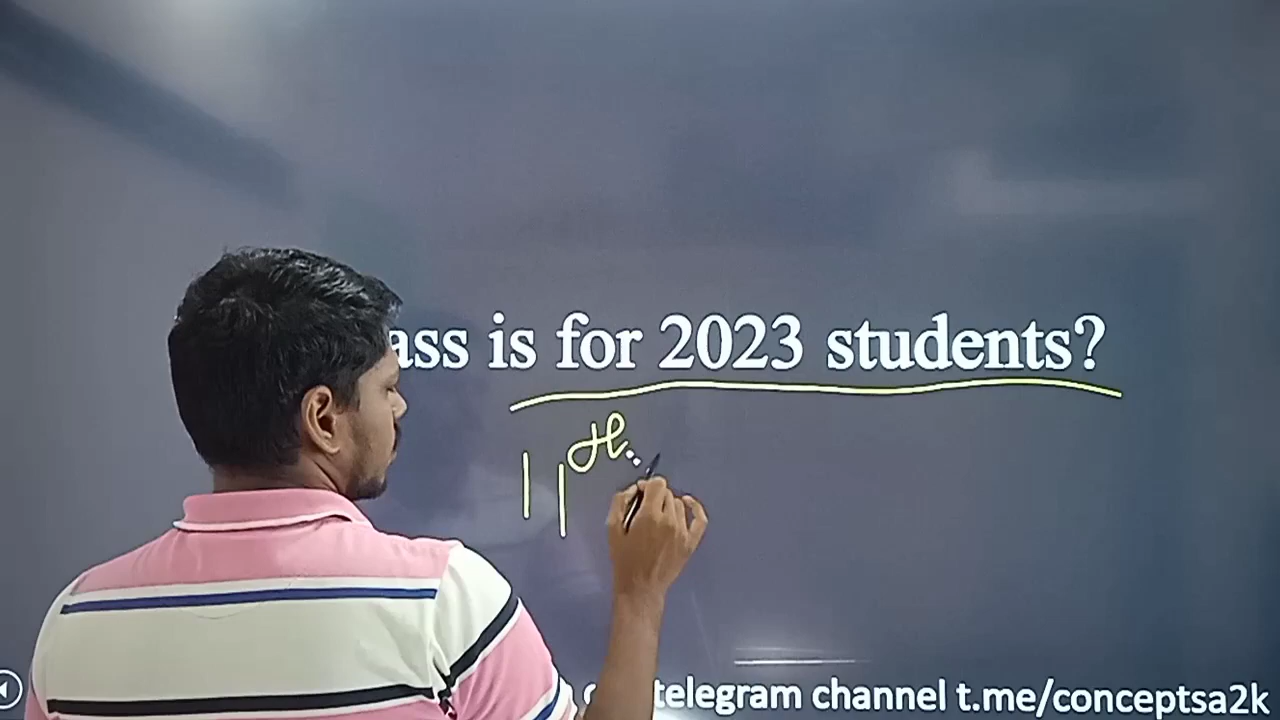 ass is for 2023 students?
11th
telegram channel t.me/conceptsa2k